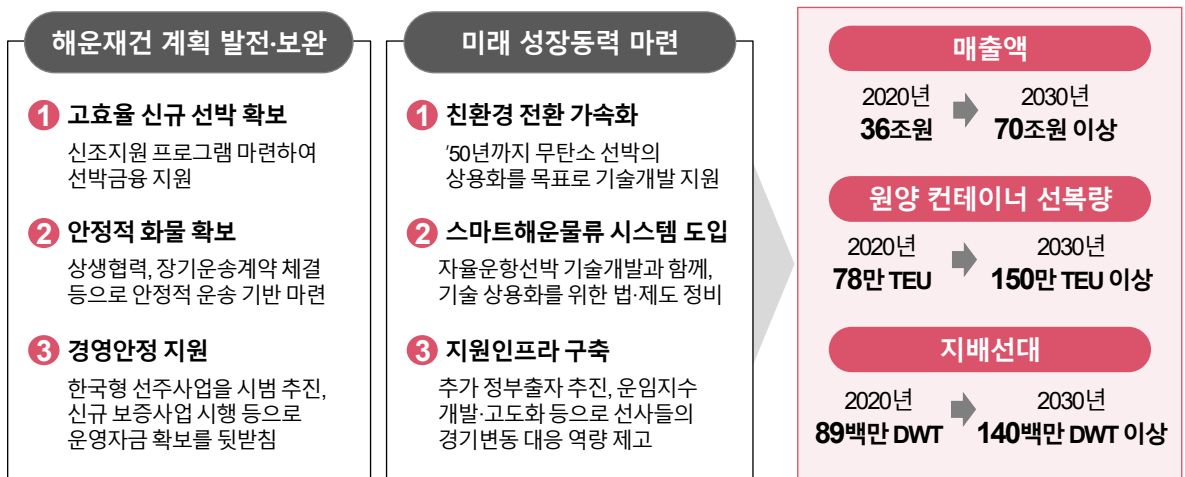 해운재건 계획 발전·보완
1 고효율 신규 선박 확보
신조지원 프로그램 마련하여
선박금융 지원
2 안정적 화물 확보
상생협력, 장기운송계약 체결
등으로 안정적 운송 기반 마련
3 경영안정 지원
한국형 선주사업을 시범 추진,
신규 보증사업 시행 등으로
운영자금 확보를 뒷받침
미래 성장동력 마련
1 친환경 전환 가속화
'50년까지 무탄소 선박의
상용화를 목표로 기술개발 지원
2 스마트해운물류 시스템 도입
자율운항선박 기술개발과 함께,
기술 상용화를 위한 법·제도 정비
3 지원인프라 구축
추가 정부출자 추진, 운임지수
개발·고도화 등으로 선사들의
경기변동 대응 역량 제고
매출액
2020년 2030년
36조원 70조원 이상
원양 컨테이너 선복량
2020년 2030년
78만 TEU 150만 TEU 이상
지배선대
2020년 2030년
89백만 DWT 140백만 DWT 이상